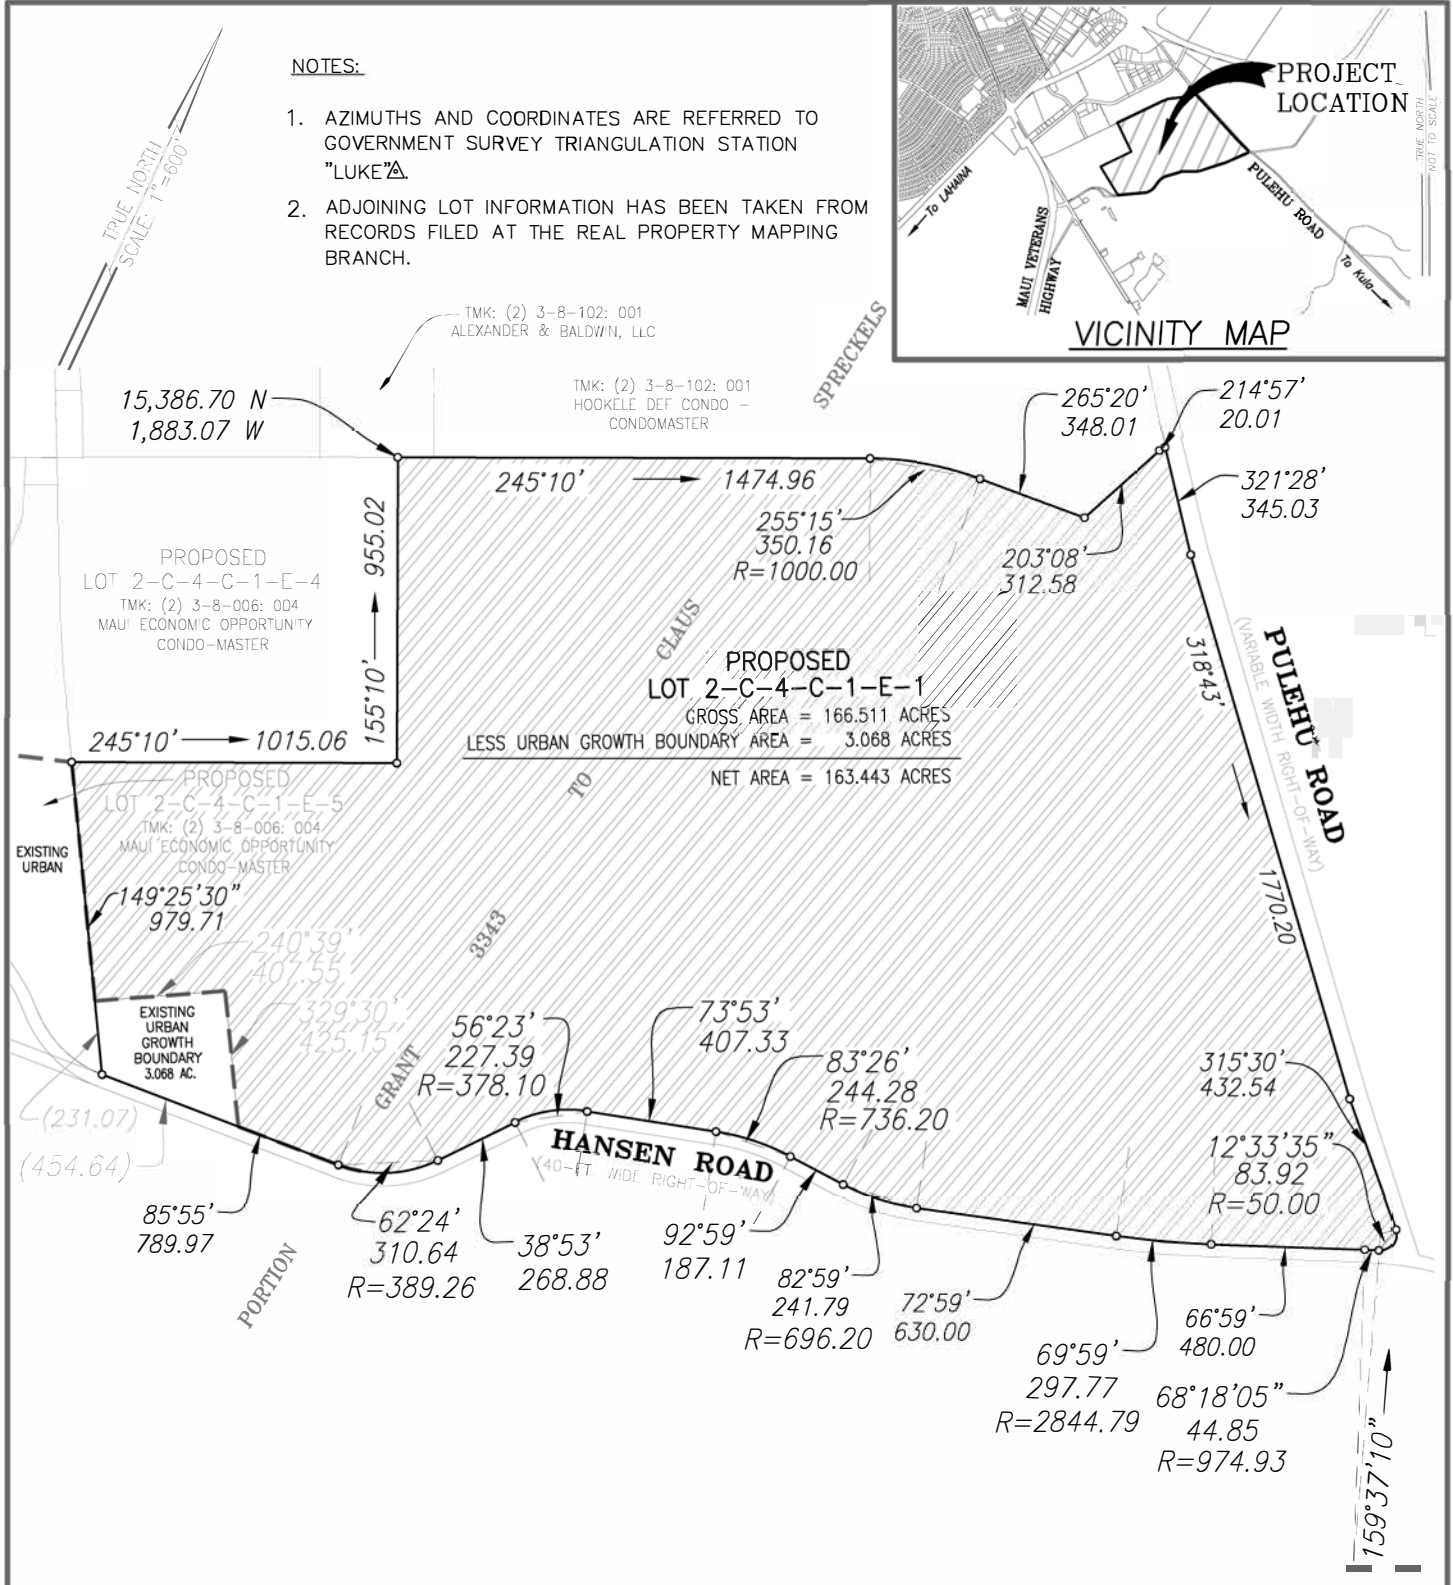 NOTES:
1. AZIMUTHS AND COORDINATES ARE REFERRED TO
GOVERNMENT SURVEY TRIANGULATION STATION
"LUKE".
2. ADJOINING LOT INFORMATION HAS BEEN TAKEN FROM
RECORDS FILED AT THE REAL PROPERTY MAPPING
BRANCH.
TRUE NORTH
SCALE: 1"=600'
PROJECT
LOCATION
TRUE NORTH
NOT TO SCALE
To LAHAINA
MAUI VETERANS
HIGHWAY
PULEHU ROAD
To Kula
VICINITY MAP
TMK: (2) 3-8-102: 001
ALEXANDER & BALDWIN, LLC
TMK: (2) 3-8-102: 001
HOOKELE DEF CONDO -
CONDOMASTER
SPRECKELS
15,386.70 N
1,883.07 W
265°20'
348.01
214°57'
20.01
245°10' 1474.96
321°28'
345.03
255°15'
350.16
R=1000.00
203°08'
312.58
155°10' 955.02
PROPOSED
LOT 2-C-4-C-1-E-4
TMK: (2) 3-8-006: 004
MAUI ECONOMIC OPPORTUNITY
CONDO-MASTER
CLAUS
PROPOSED
LOT 2-C-4-C-1-E-1
GROSS AREA = 166.511 ACRES
LESS URBAN GROWTH BOUNDARY AREA = 3.068 ACRES
NET AREA = 163.443 ACRES
318°43'
1770.20
PULEHU ROAD
(VARIABLE WIDTH RIGHT-OF-WAY)
245°10' 1015.06
PROPOSED
LOT 2-C-4-C-1-E-5
TMK: (2) 3-8-006: 004
MAUI ECONOMIC OPPORTUNITY
CONDO-MASTER
TO
EXISTING
URBAN
149°25'30"
979.71
240°39'
407.55
3343
329°30'
425.15
EXISTING
URBAN
GROWTH
BOUNDARY
3.068 AC.
GRANT
56°23'
227.39
R=378.10
73°53'
407.33
83°26'
244.28
R=736.20
315°30'
432.54
12°33'35"
83.92
R=50.00
(231.07)
(454.64)
HANSEN ROAD
(40-FT. WIDE RIGHT-OF-WAY)
85°55'
789.97
62°24'
310.64
R=389.26
38°53'
268.88
92°59'
187.11
PORTION
82°59'
241.79
R=696.20
72°59'
630.00
69°59'
297.77
R=2844.79
66°59'
480.00
68°18'05"
44.85
R=974.93
159°37'10"